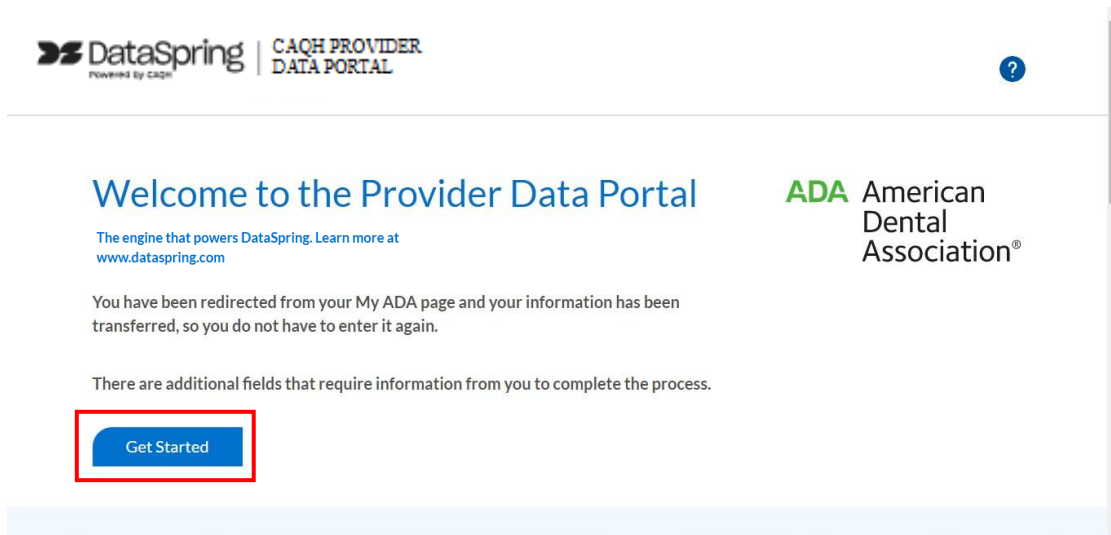 DataSpring
Powered by CAQH
CAQH PROVIDER
DATA PORTAL
?
Welcome to the Provider Data Portal
The engine that powers DataSpring. Learn more at
www.dataspring.com
You have been redirected from your My ADA page and your information has been
transferred, so you do not have to enter it again.
There are additional fields that require information from you to complete the process.
Get Started
ADA American
Dental
Association®